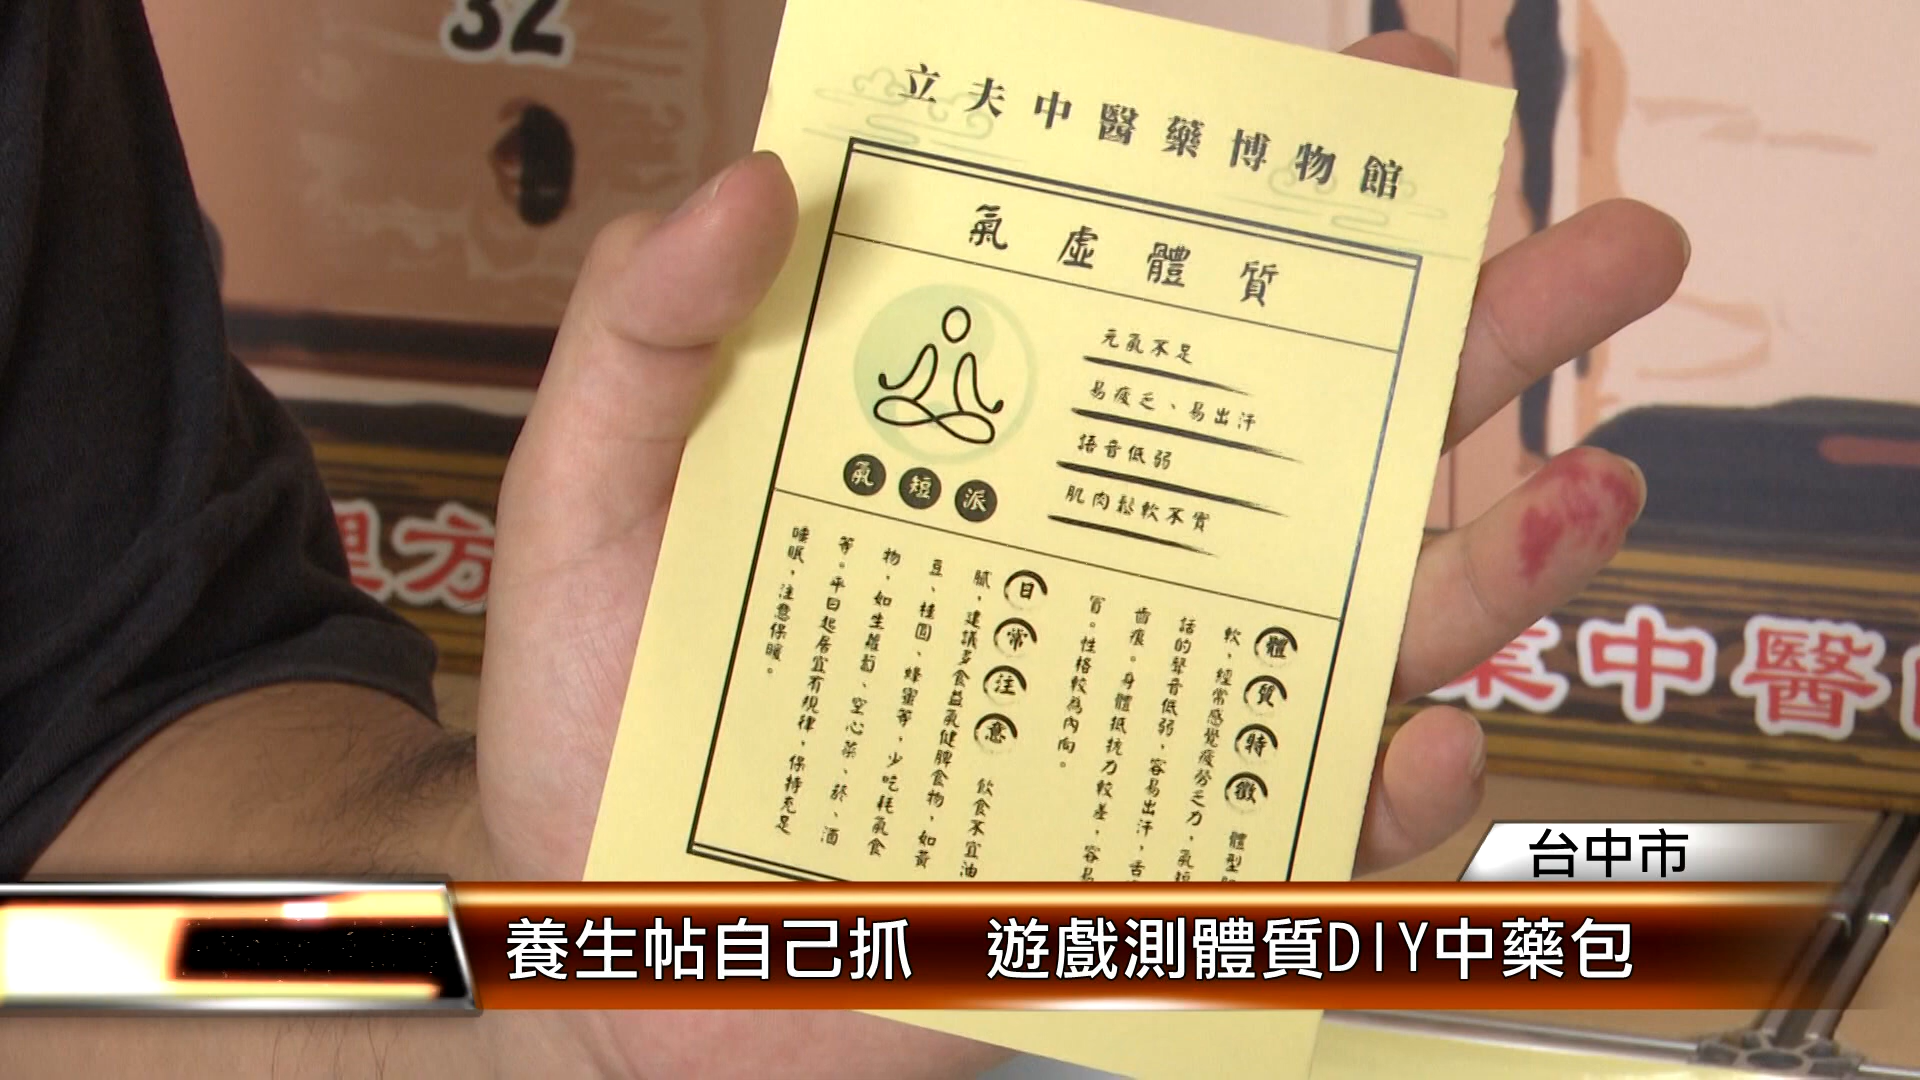 32
立夫中醫藥博物館
氣虛體質
元氣不足
易疲乏、易出汗
語音低弱
肌肉鬆軟不實
氣短派
體質特徵 體型
軟，經常感覺疲勞乏力，氣短
話的聲音低弱，容易出汗，舌
齒痕。身體抵抗力較差，容易
冒。性格較為內向。
日常注意 飲食不宜油
膩，建議多食益氣健脾食物，如黃
豆、桂圓、蜂蜜等，少吃耗氣食
物，如生蘿蔔、空心菜、菸、酒
等。平日起居宜有規律，保持充足
睡眠，注意保暖。
方
業中醫
台中市
養生帖自己抓 遊戲測體質DIY中藥包